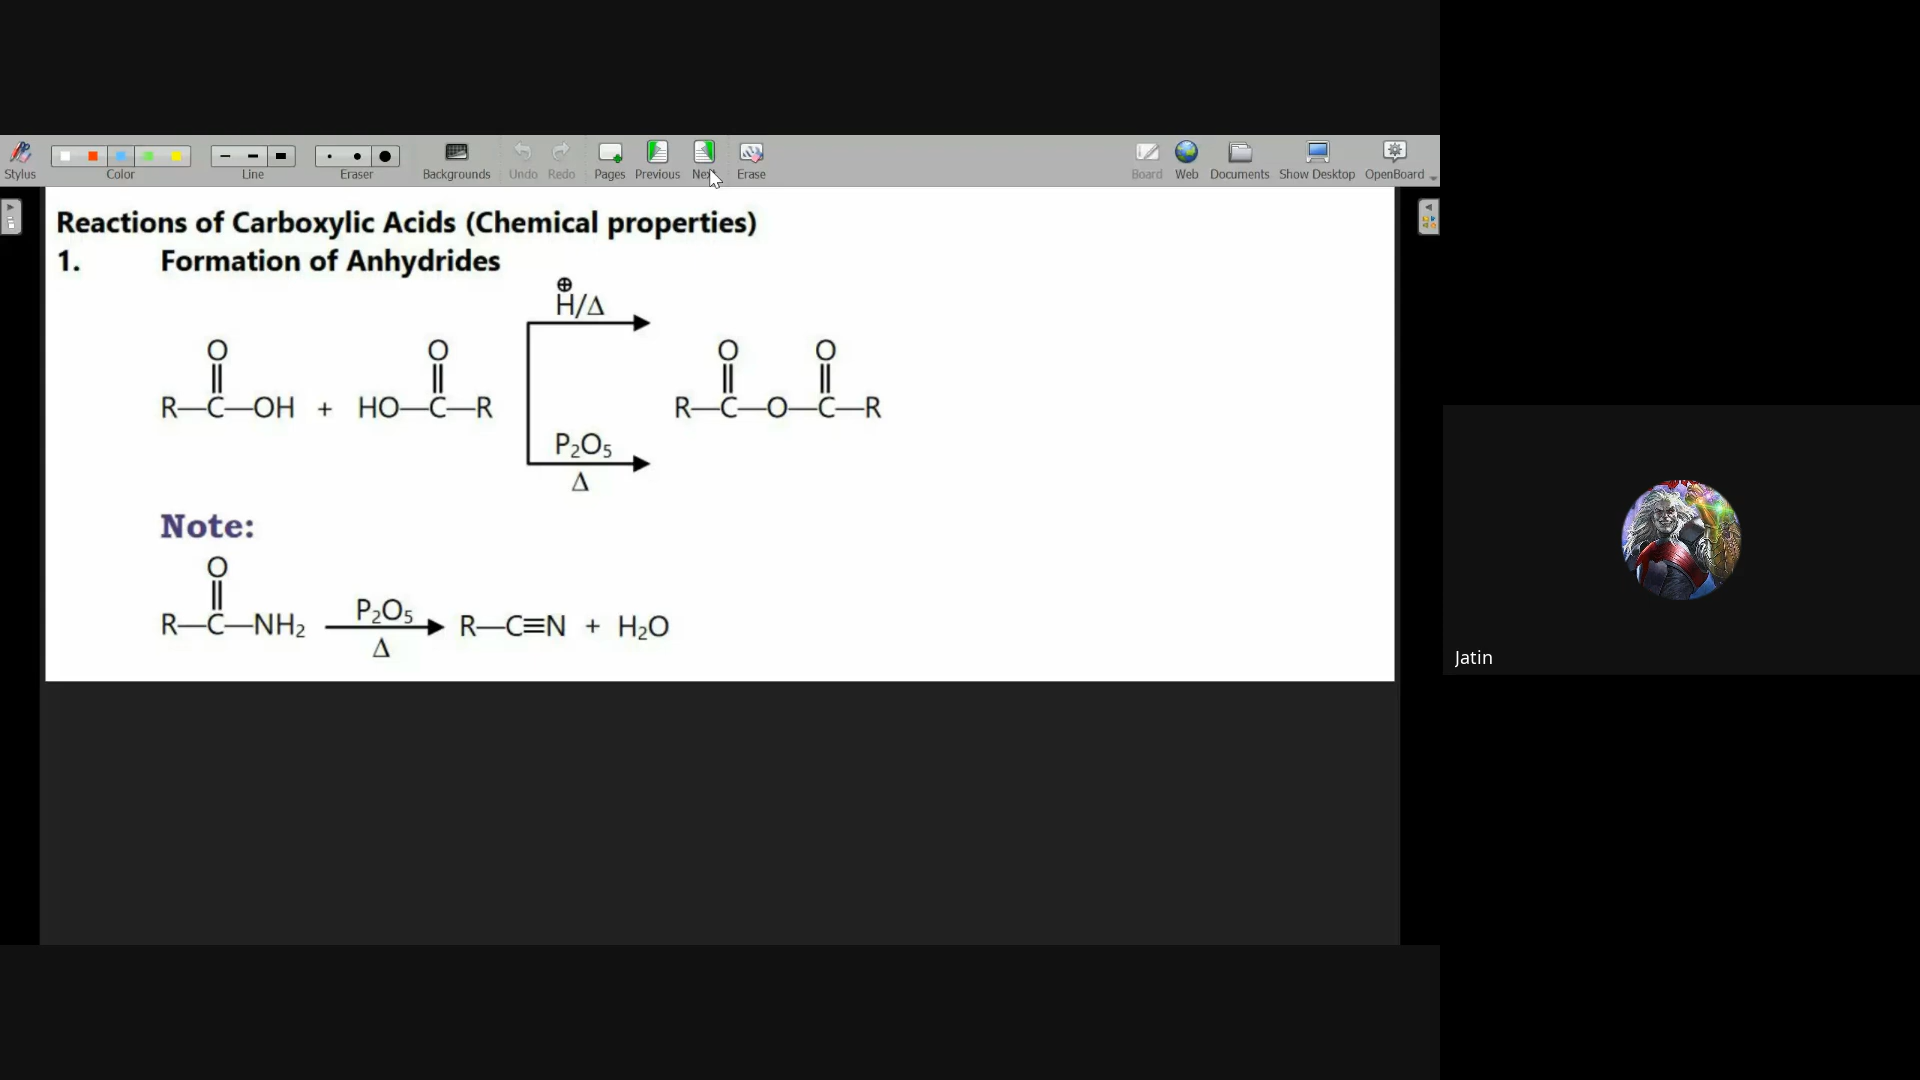 Stylus Color Line Eraser Backgrounds Undo Redo Pages Previous Next Erase Board Web Documents Show Desktop OpenBoard
Reactions of Carboxylic Acids (Chemical properties)
1. Formation of Anhydrides
⊕
H/Δ
O O O O
R—C—OH + HO—C—R R—C—O—C—R
P₂O₅
Δ
Note:
O
R—C—NH₂ P₂O₅ R—C≡N + H₂O
Δ
Jatin